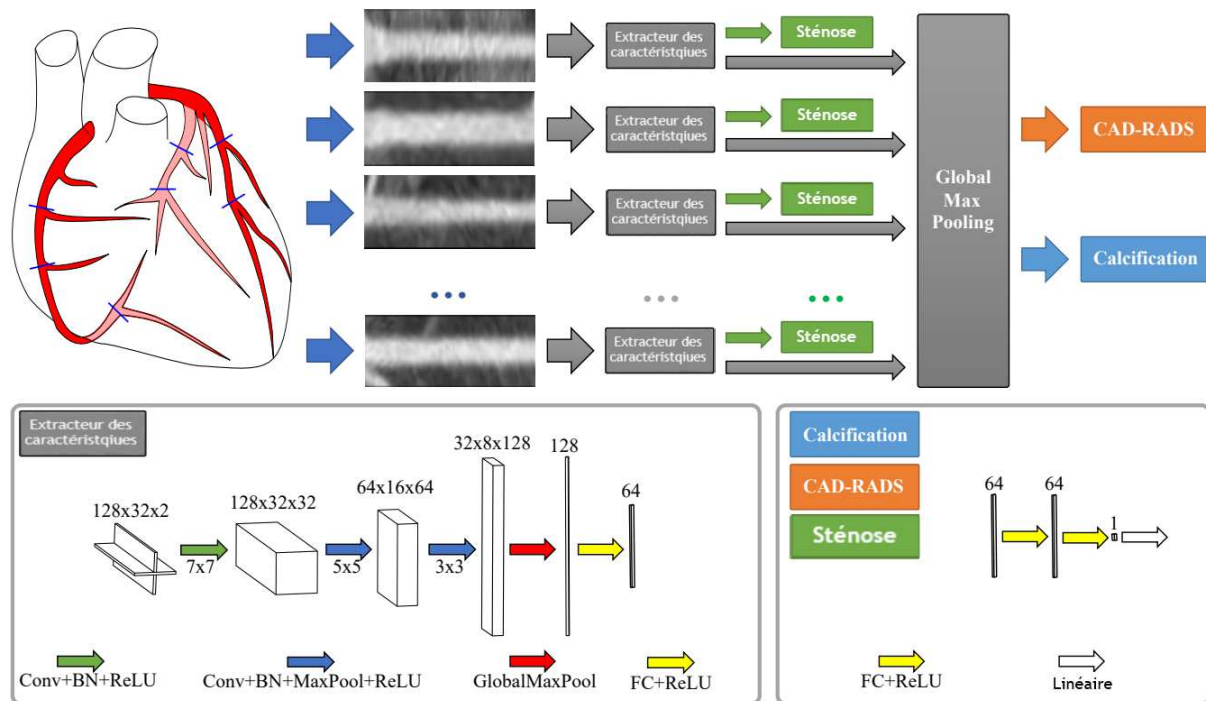 Extracteur des
caractéristqiues
Sténose
Extracteur des
caractéristqiues
Sténose
Extracteur des
caractéristqiues
Sténose
Extracteur des
caractéristqiues
Sténose
Global
Max
Pooling
CAD-RADS
Calcification
Extracteur des
caractéristqiues
128x32x2
7x7
128x32x32
5x5
64x16x64
3x3
32x8x128
128
64
Conv+BN+ReLU
Conv+BN+MaxPool+ReLU
GlobalMaxPool
FC+ReLU
Calcification
CAD-RADS
Sténose
64
64
1
FC+ReLU
Linéaire